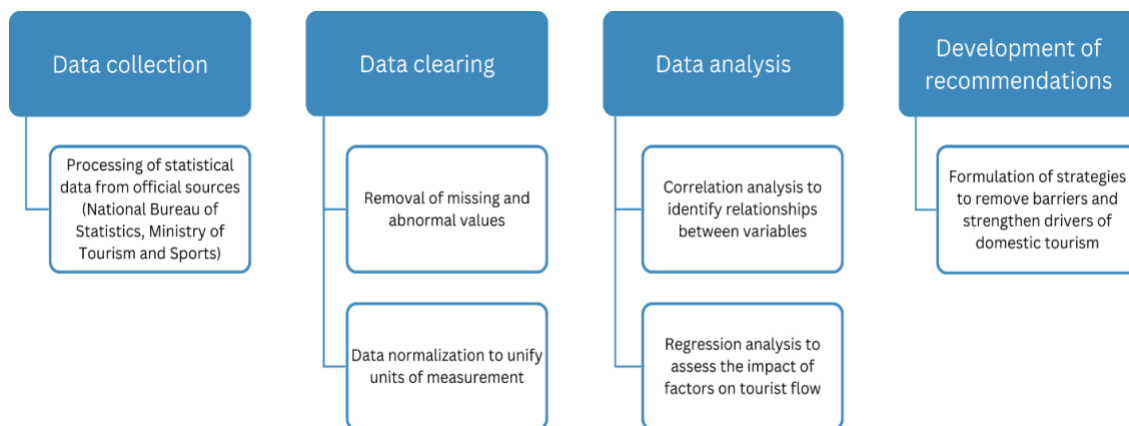 Data collection
Processing of statistical
data from official sources
(National Bureau of
Statistics, Ministry of
Tourism and Sports)
Data clearing
Removal of missing and
abnormal values
Data normalization to unify
units of measurement
Data analysis
Correlation analysis to
identify relationships
between variables
Regression analysis to
assess the impact of
factors on tourist flow
Development of
recommendations
Formulation of strategies
to remove barriers and
strengthen drivers of
domestic tourism